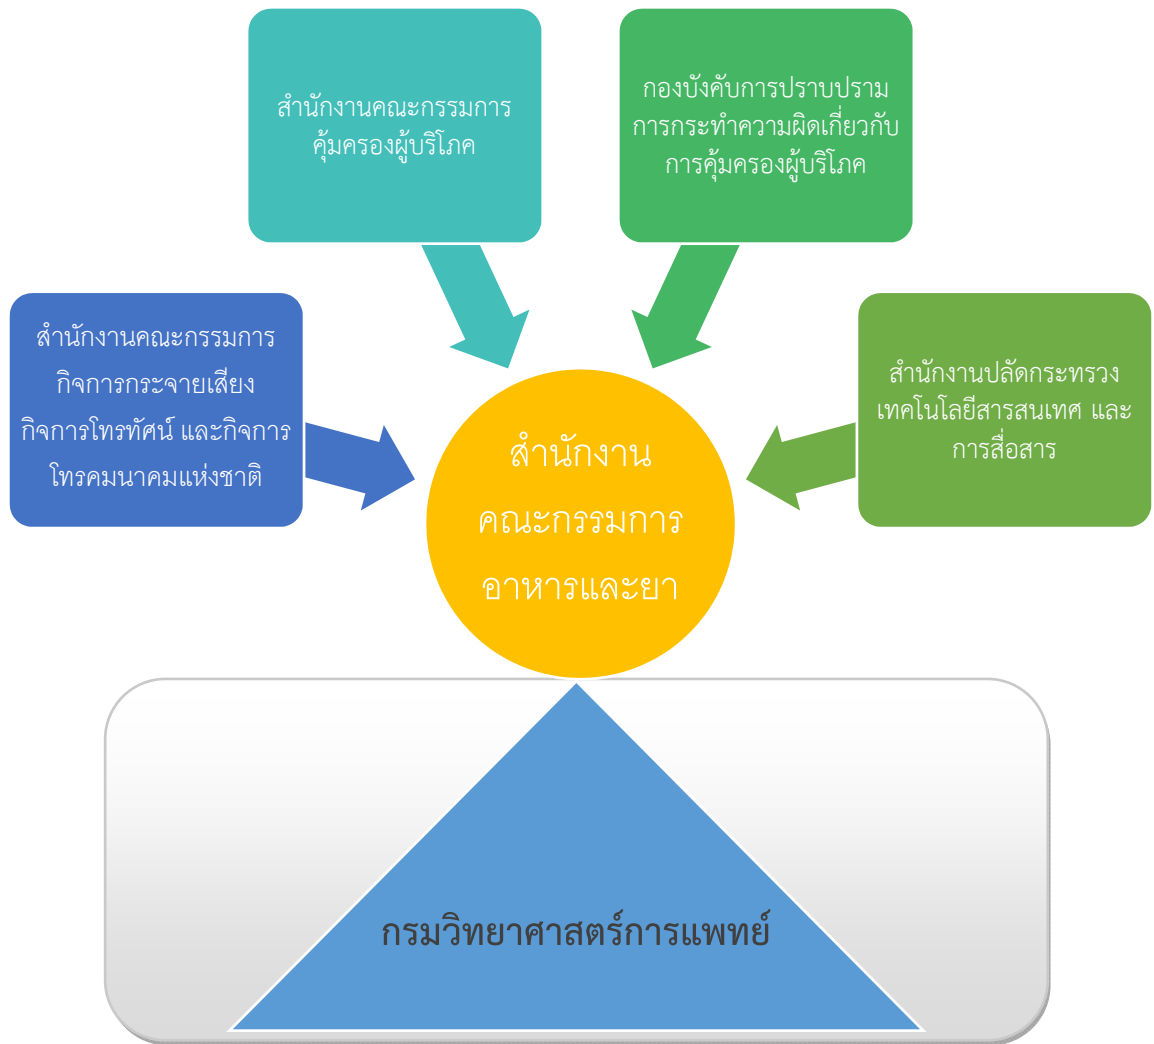 สำนักงานคณะกรรมการ
คุ้มครองผู้บริโภค
กองบังคับการปราบปราม
การกระทำความผิดเกี่ยวกับ
การคุ้มครองผู้บริโภค
สำนักงานคณะกรรมการ
กิจการกระจายเสียง
กิจการโทรทัศน์ และกิจการ
โทรคมนาคมแห่งชาติ
สำนักงานปลัดกระทรวง
เทคโนโลยีสารสนเทศ และ
การสื่อสาร
สำนักงาน
คณะกรรมการ
อาหารและยา
กรมวิทยาศาสตร์การแพทย์